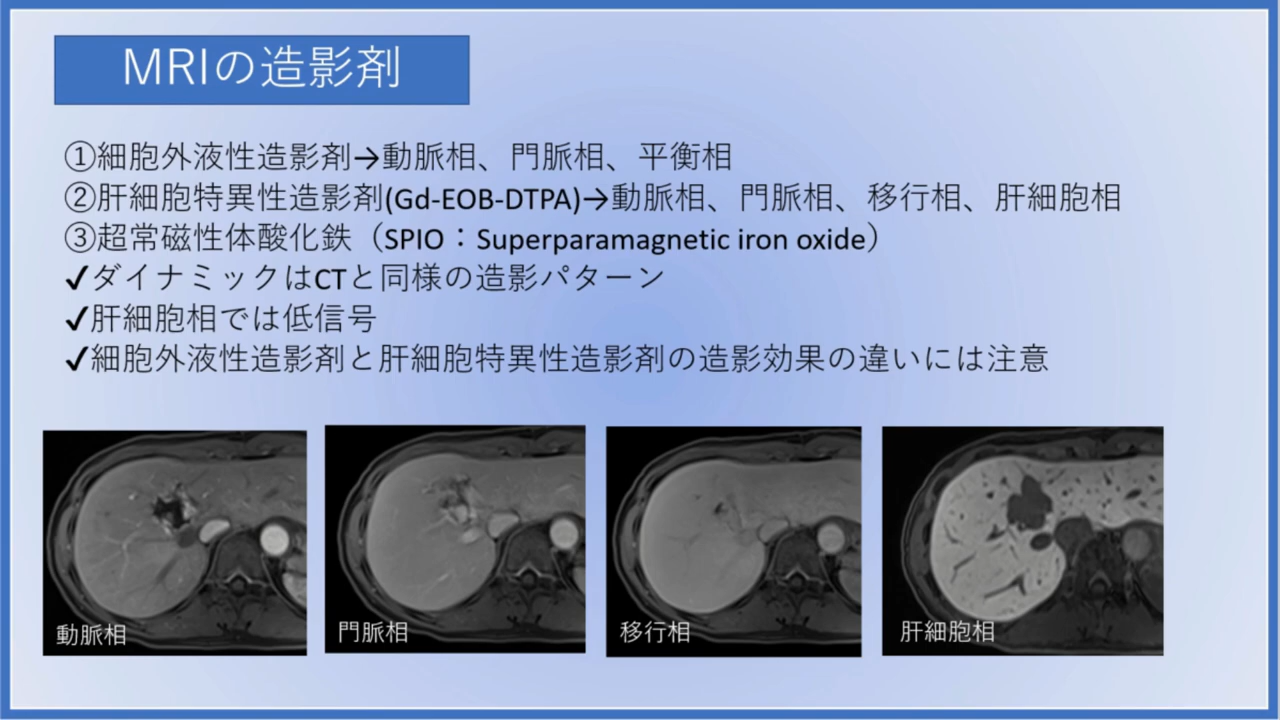 MRIの造影剤
①細胞外液性造影剤→動脈相、門脈相、平衡相
②肝細胞特異性造影剤(Gd-EOB-DTPA)→動脈相、門脈相、移行相、肝細胞相
③超常磁性体酸化鉄（SPIO：Superparamagnetic iron oxide）
✓ダイナミックはCTと同様の造影パターン
✓肝細胞相では低信号
✓細胞外液性造影剤と肝細胞特異性造影剤の造影効果の違いには注意
動脈相
門脈相
移行相
肝細胞相